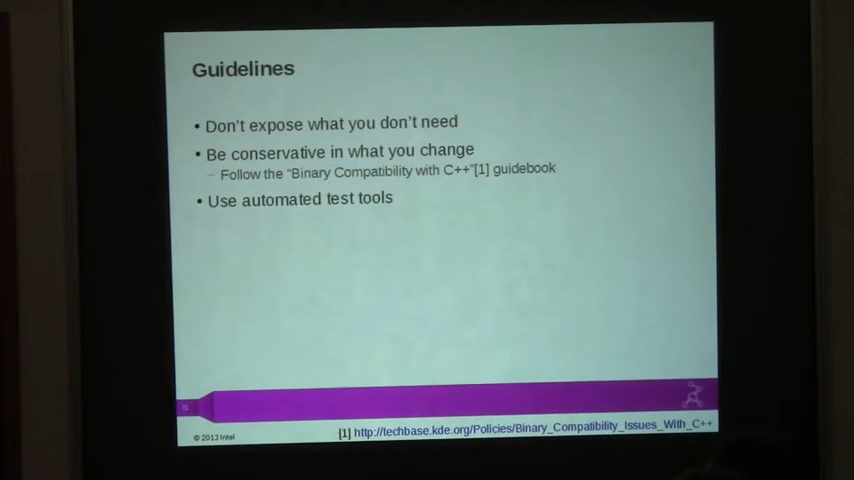 Guidelines
• Don't expose what you don't need
• Be conservative in what you change
– Follow the "Binary Compatibility with C++"[1] guidebook
• Use automated test tools
© 2013 Intel
[1] http://techbase.kde.org/Policies/Binary_Compatibility_Issues_With_C++